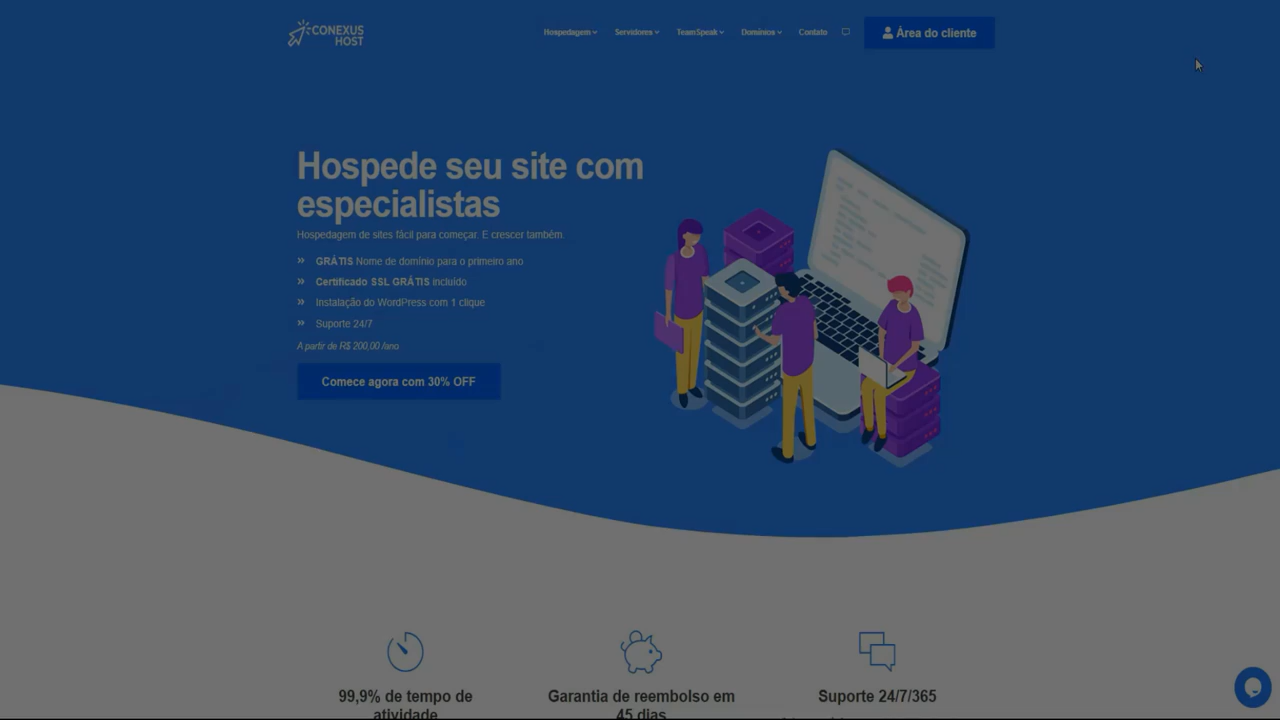 CONEXUS
HOST
Hospedagem
Servidores
TeamSpeak
Domínios
Contato
Área do cliente
Hospede seu site com
especialistas
Hospedagem de sites fácil para começar. E crescer também.
» GRÁTIS Nome de domínio para o primeiro ano
» Certificado SSL GRÁTIS incluído
» Instalação do WordPress com 1 clique
» Suporte 24/7
A partir de R$ 200,00 /ano
Comece agora com 30% OFF
99,9% de tempo de
atividade
Garantia de reembolso em
45 dias
Suporte 24/7/365